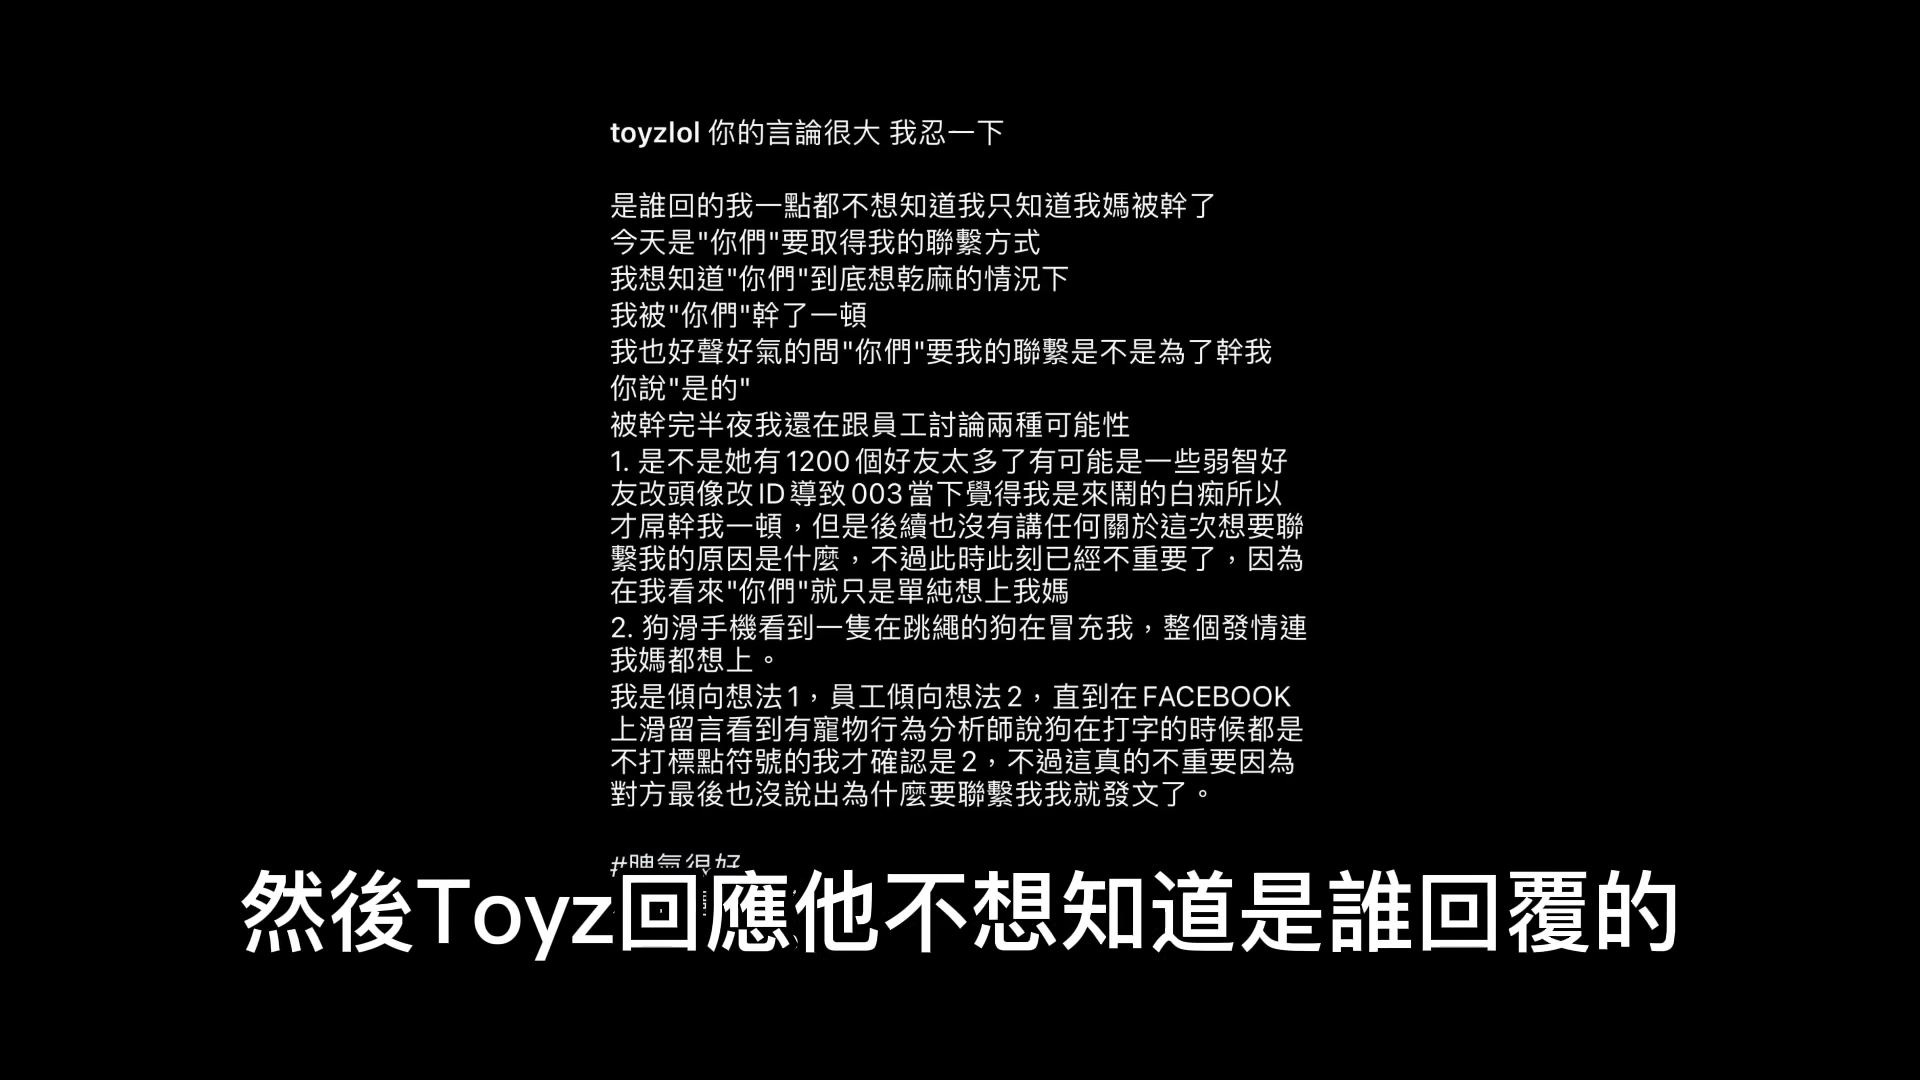 toyzlol 你的言論很大 我忍一下
是誰回的我一點都不想知道我只知道我媽被幹了
今天是"你們"要取得我的聯繫方式
我想知道"你們"到底想乾麻的情況下
我被"你們"幹了一頓
我也好聲好氣的問"你們"要我的聯繫是不是為了幹我
你說"是的"
被幹完半夜我還在跟員工討論兩種可能性
1. 是不是她有1200個好友太多了有可能是一些弱智好
友改頭像改ID導致003當下覺得我是來鬧的白痴所以
才屌幹我一頓，但是後續也沒有講任何關於這次想要聯
繫我的原因是什麼，不過此時此刻已經不重要了，因為
在我看來"你們"就只是單純想上我媽
2. 狗滑手機看到一隻在跳繩的狗在冒充我，整個發情連
我媽都想上。
我是傾向想法1，員工傾向想法2，直到在FACEBOOK
上滑留言看到有寵物行為分析師說狗在打字的時候都是
不打標點符號的我才確認是2，不過這真的不重要因為
對方最後也沒說出為什麼要聯繫我我就發文了。
#脾氣很好
然後Toyz回應他不想知道是誰回覆的